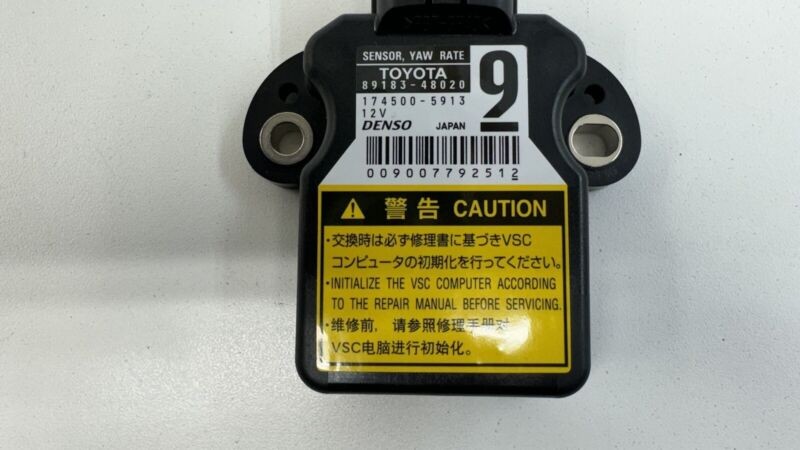 SENSOR, YAW RATE
TOYOTA
89183-48020
9
174500-5913
12V
DENSO JAPAN
009007792512
警告 CAUTION
・交換時は必ず修理書に基づきVSC
コンピュータの初期化を行ってください。
・INITIALIZE THE VSC COMPUTER ACCORDING
TO THE REPAIR MANUAL BEFORE SERVICING.
・维修前，请参照修理手册对
VSC电脑进行初始化。